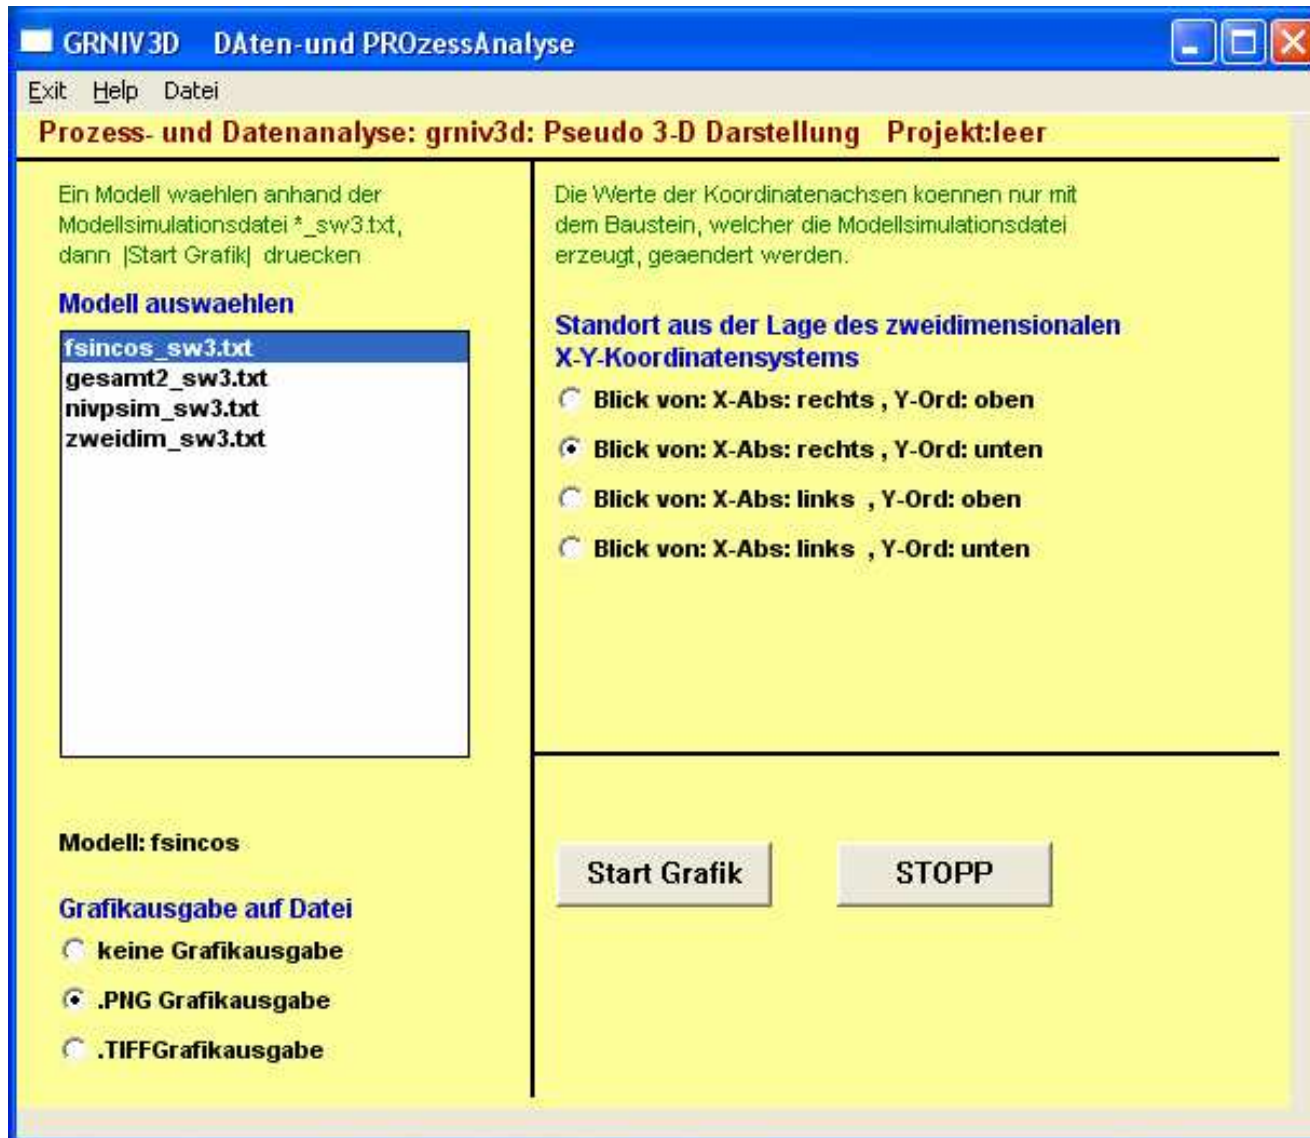 GRNIV3D DAten-und PROzessAnalyse
Exit Help Datei
Prozess- und Datenanalyse: grniv3d: Pseudo 3-D Darstellung Projekt:leer
Ein Modell waehlen anhand der
Modellsimulationsdatei *_sw3.txt,
dann |Start Grafik| druecken
Modell auswaehlen
fsincos_sw3.txt
gesamt2_sw3.txt
nivpsim_sw3.txt
zweidim_sw3.txt
Modell: fsincos
Grafikausgabe auf Datei
keine Grafikausgabe
.PNG Grafikausgabe
.TIFFGrafikausgabe
Die Werte der Koordinatenachsen koennen nur mit
dem Baustein, welcher die Modellsimulationsdatei
erzeugt, geaendert werden.
Standort aus der Lage des zweidimensionalen
X-Y-Koordinatensystems
Blick von: X-Abs: rechts , Y-Ord: oben
Blick von: X-Abs: rechts , Y-Ord: unten
Blick von: X-Abs: links , Y-Ord: oben
Blick von: X-Abs: links , Y-Ord: unten
Start Grafik
STOPP